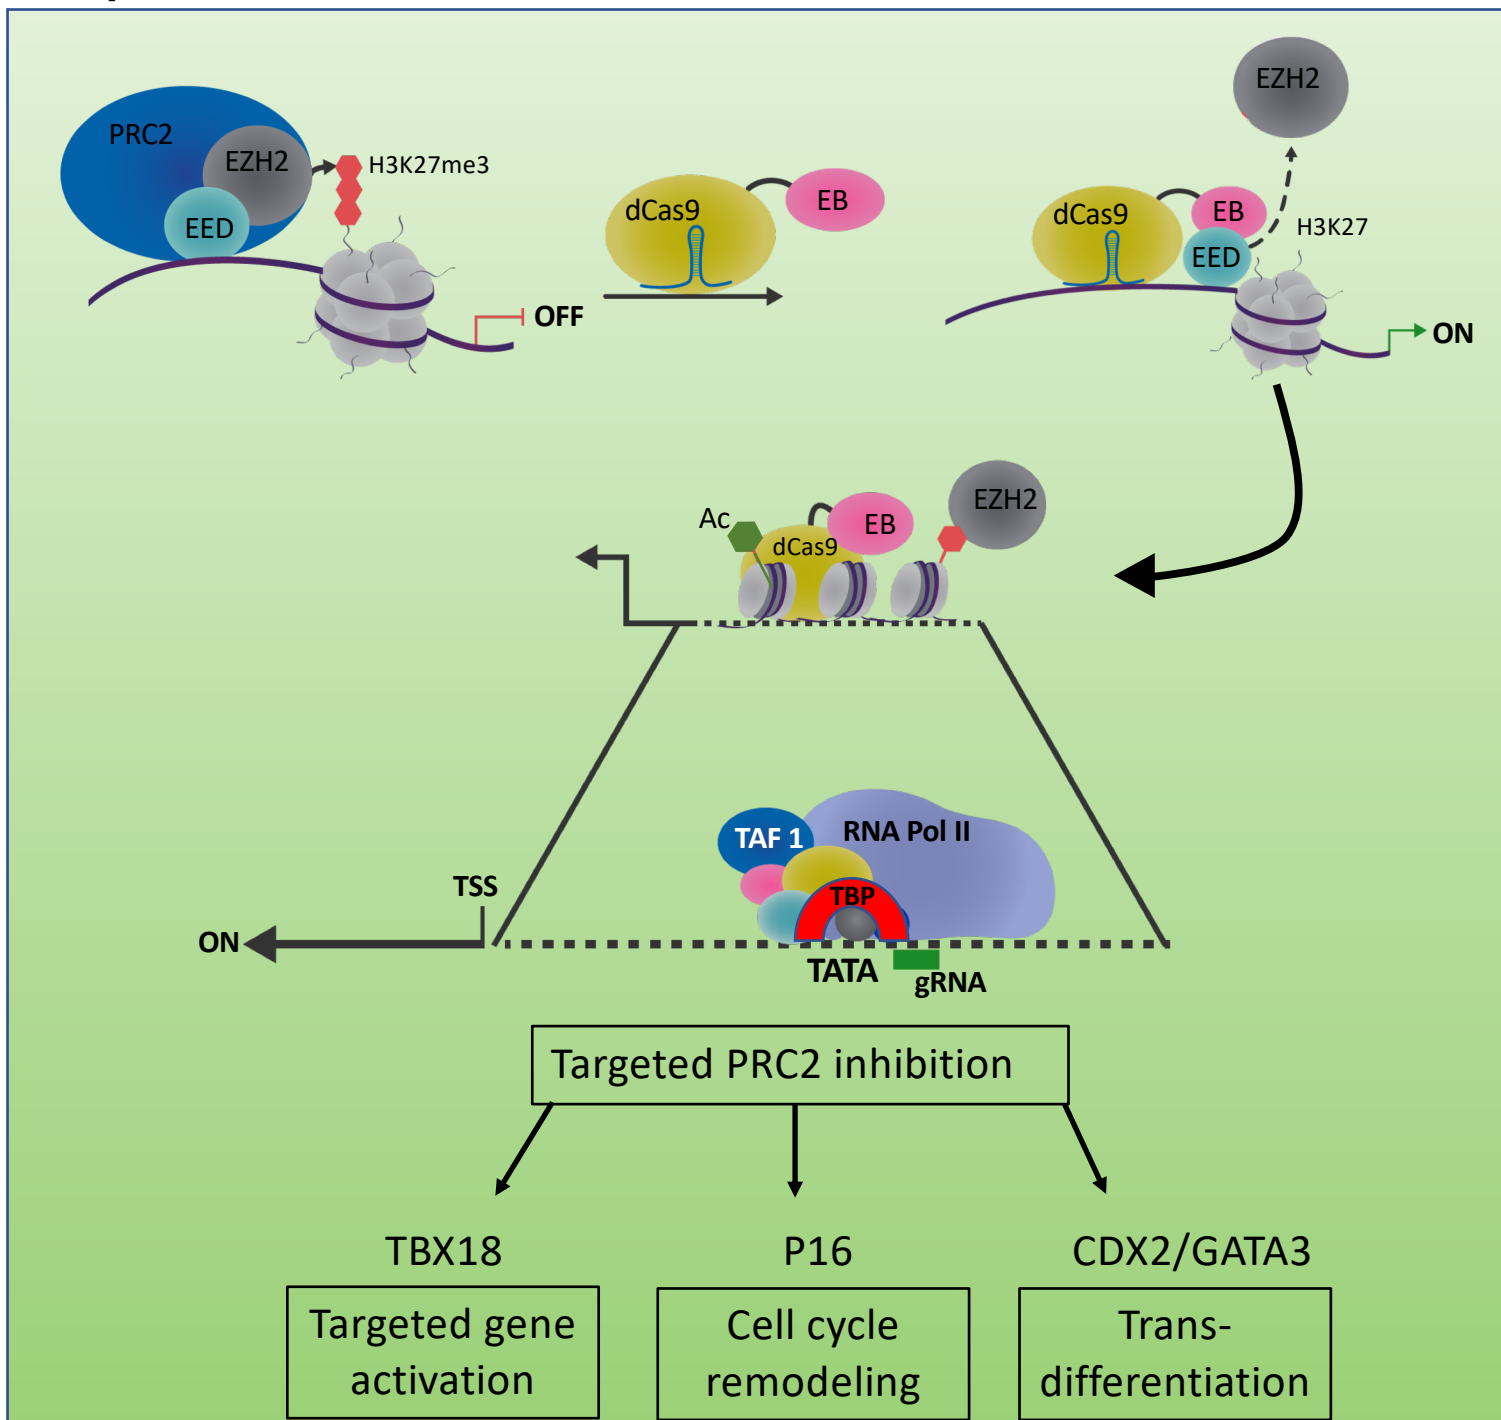 PRC2
EZH2
H3K27me3
EED
OFF
dCas9
EB
EZH2
dCas9
EB
H3K27
EED
ON
Ac
dCas9
EB
EZH2
TAF 1
RNA Pol II
TBP
TSS
ON
TATA
gRNA
Targeted PRC2 inhibition
TBX18
P16
CDX2/GATA3
Targeted gene
activation
Cell cycle
remodeling
Trans-
differentiation